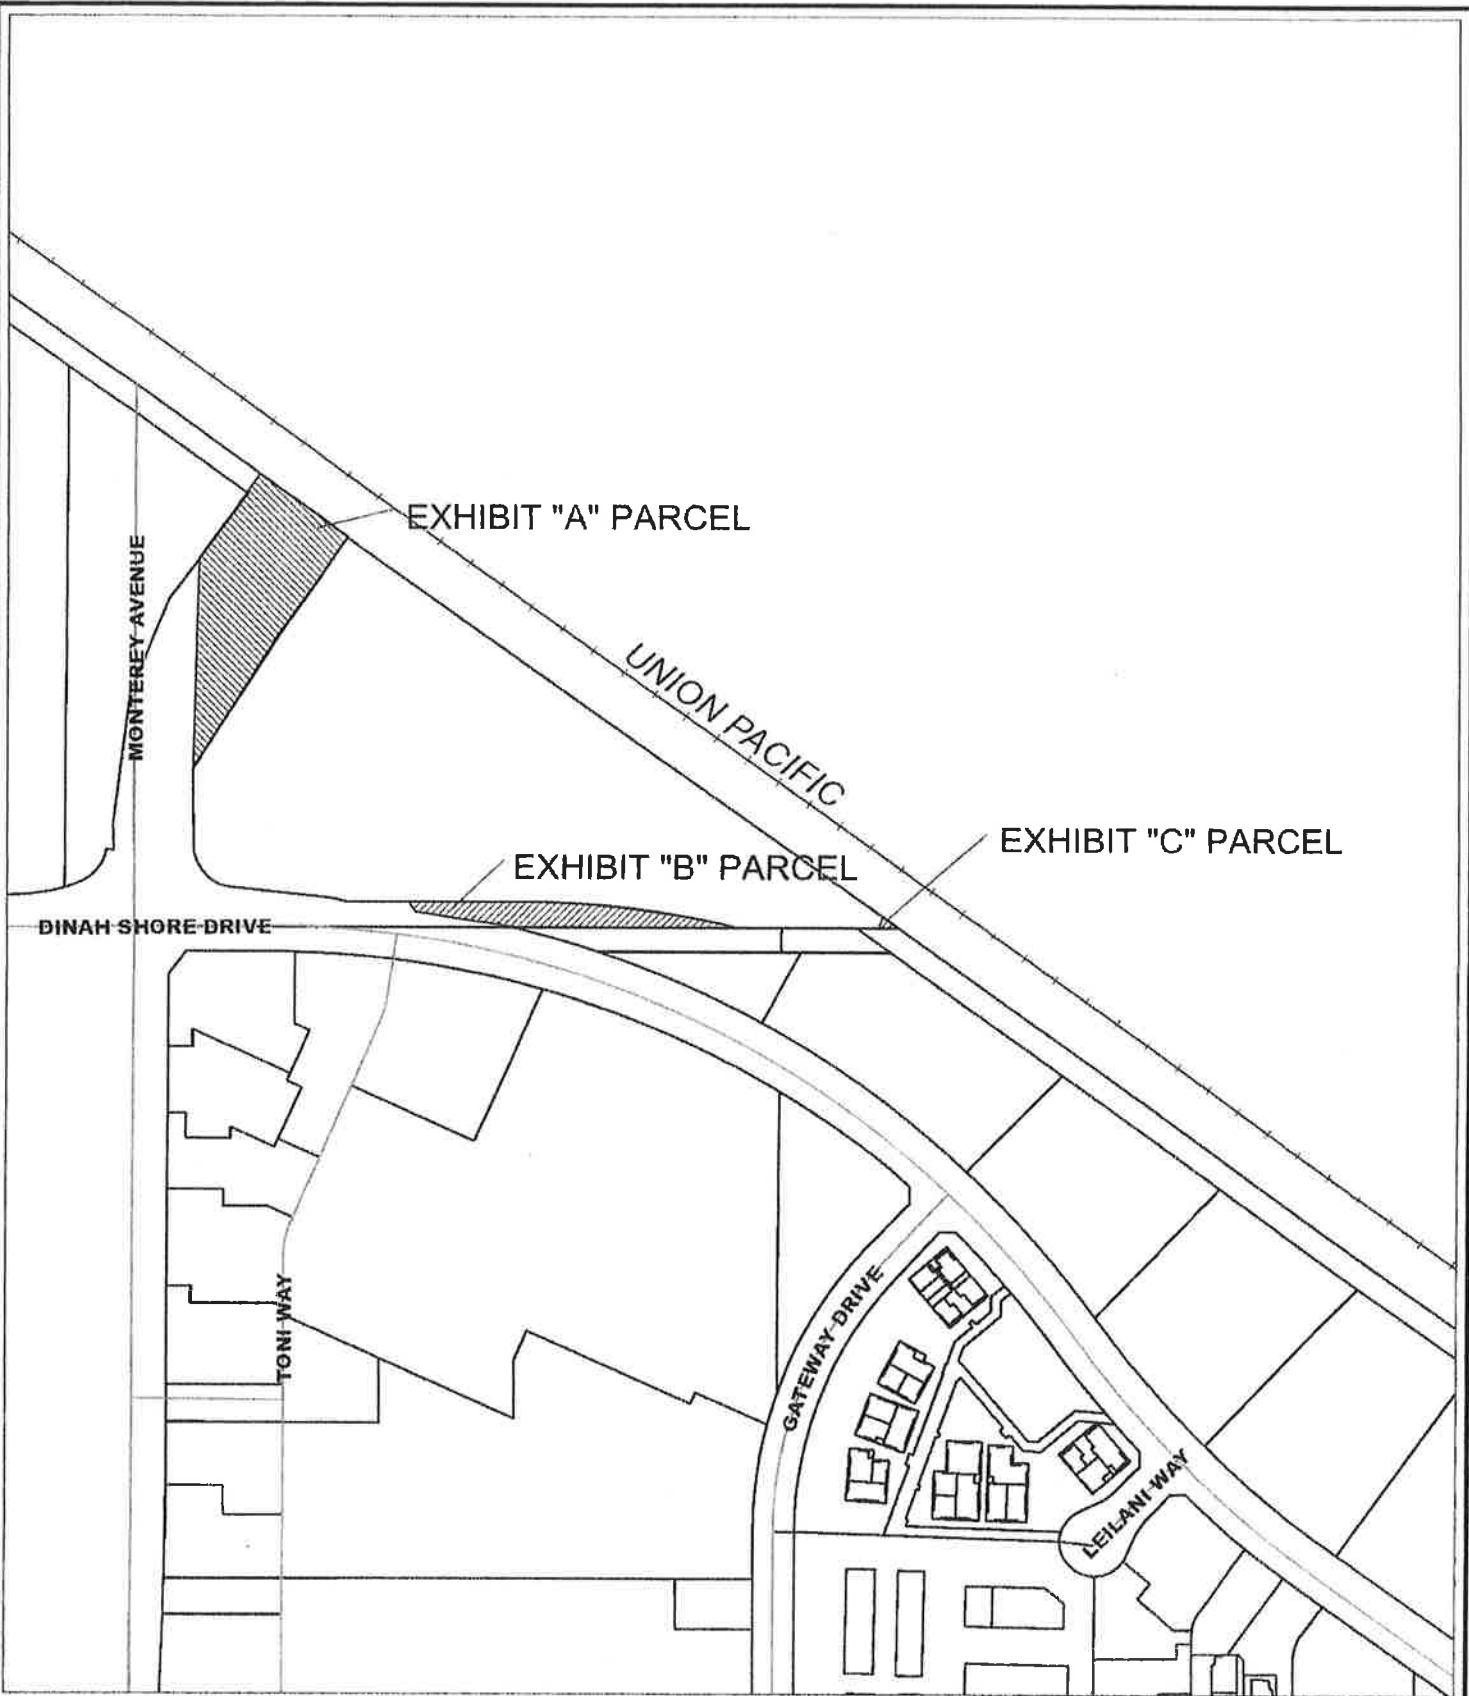 EXHIBIT "A" PARCEL
MONTEREY AVENUE
UNION PACIFIC
EXHIBIT "C" PARCEL
EXHIBIT "B" PARCEL
DINAH SHORE DRIVE
TONI WAY
GATEWAY DRIVE
LEILANI WAY